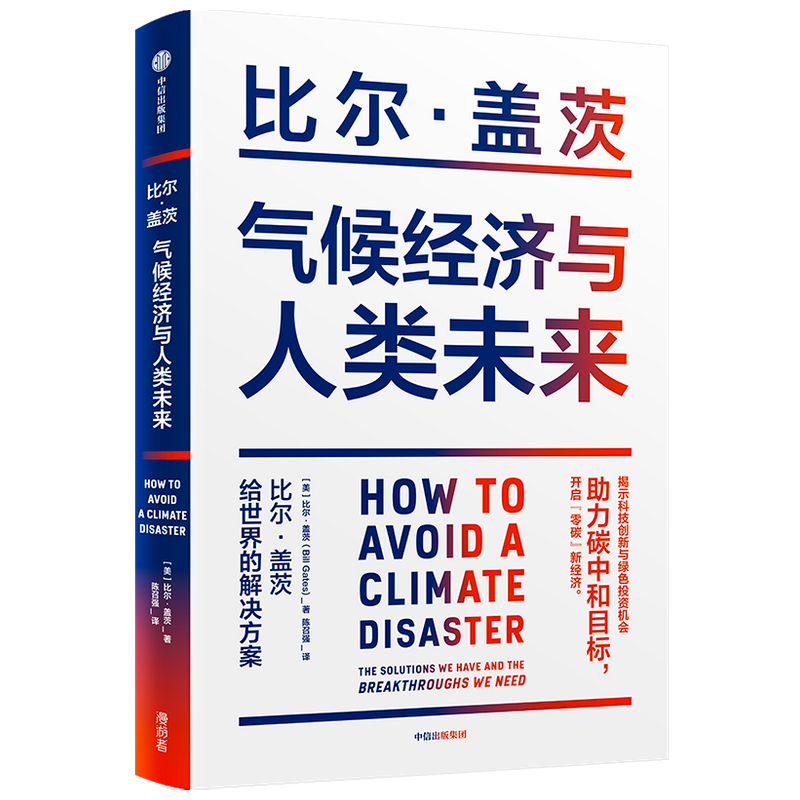 中信出版集团
比尔·
盖茨
气候经济与人类未来
HOW TO
AVOID
A CLIMATE
DISASTER
[美]比尔·盖茨_著
陈召强_译
漫游者
比尔·盖茨
气候经济与
人类未来
比尔·盖茨
给世界的解决方案
[美]比尔·盖茨(Bill Gates)_著 陈召强_译
HOW TO
AVOID A
CLIMATE
DISASTER
THE SOLUTIONS WE HAVE AND THE
BREAKTHROUGHS WE NEED
揭示科技创新与绿色投资机会
助力碳中和目标，
开启『零碳』新经济。
中信出版集团